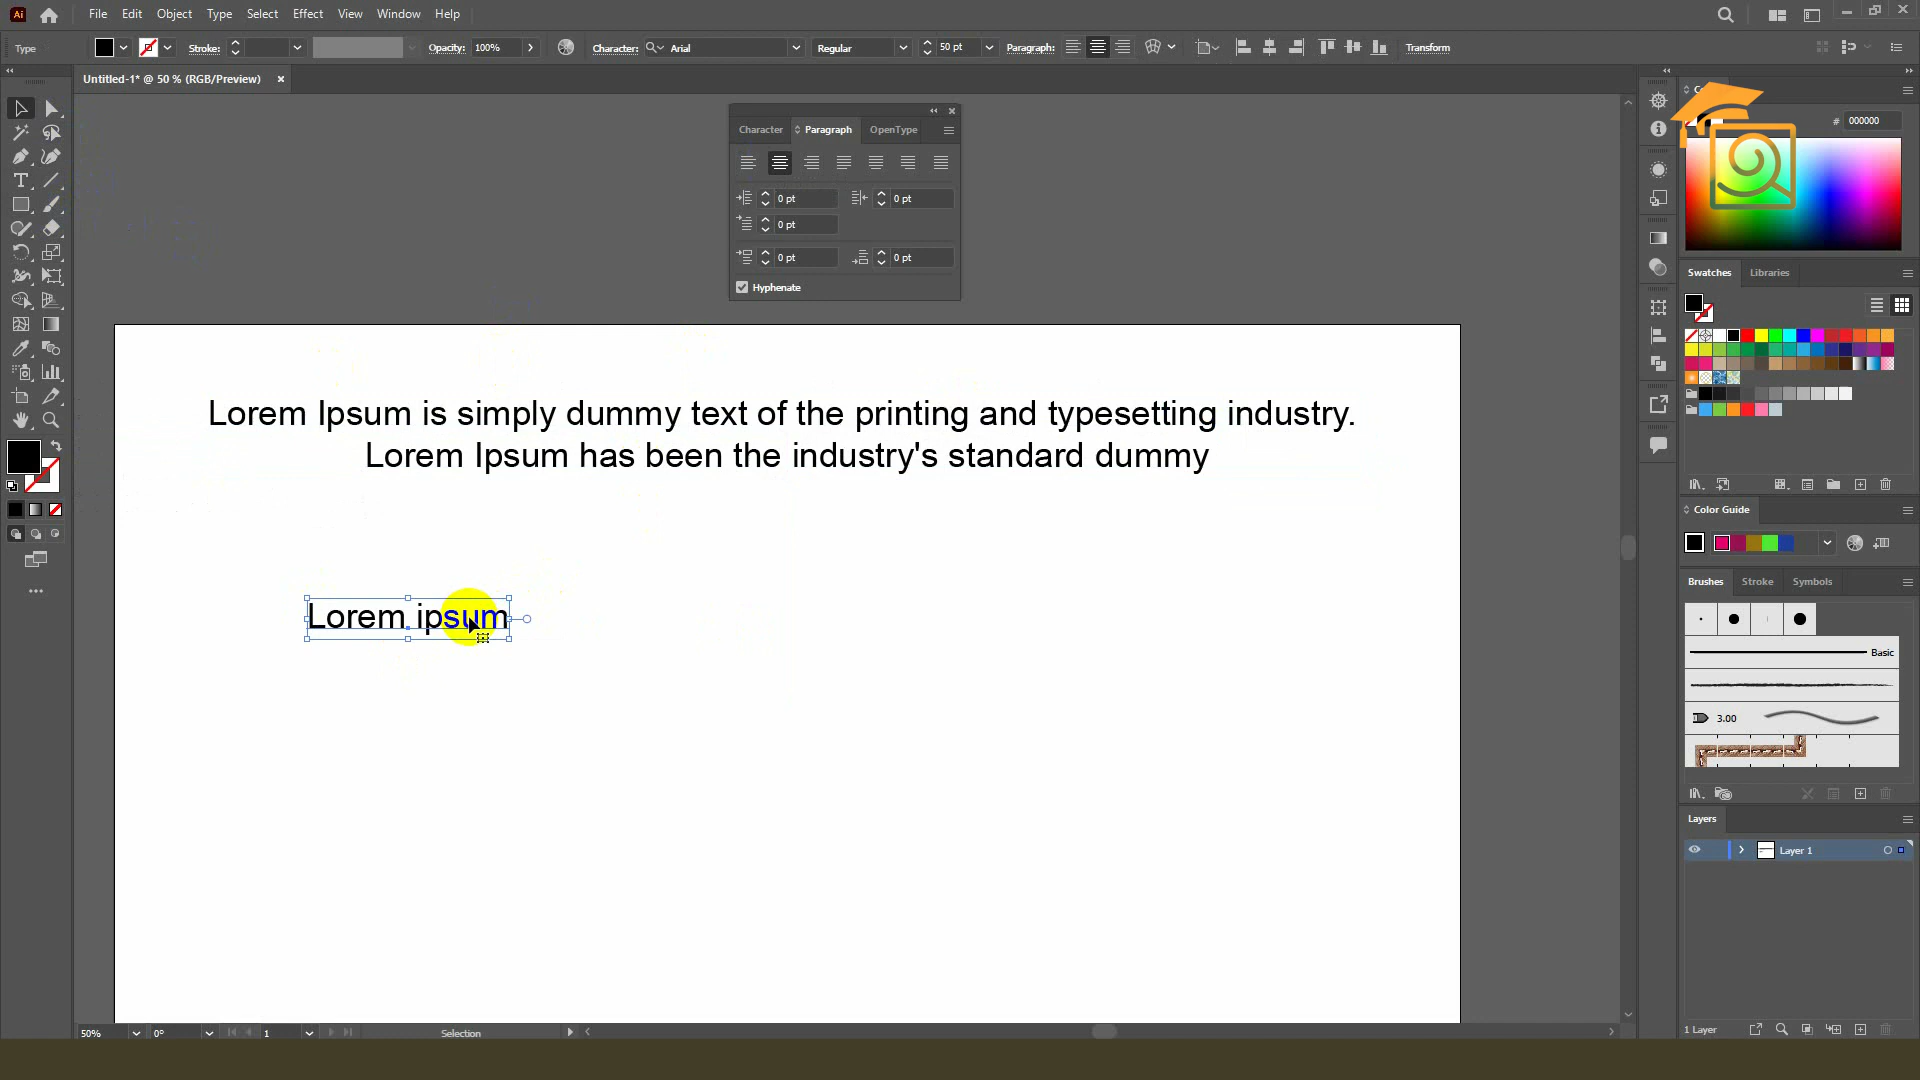 Ai File Edit Object Type Select Effect View Window Help
Type Stroke: Opacity: 100% Character: Arial Regular 50 pt Paragraph: Transform
Untitled-1* @ 50 % (RGB/Preview)
Character Paragraph OpenType
0 pt 0 pt
0 pt
0 pt 0 pt
Hyphenate
Lorem Ipsum is simply dummy text of the printing and typesetting industry.
Lorem Ipsum has been the industry's standard dummy
Lorem ipsum
# 000000
Swatches Libraries
Color Guide
Brushes Stroke Symbols
Basic
3.00
Layers
Layer 1
1 Layer
50% 0° 1 Selection